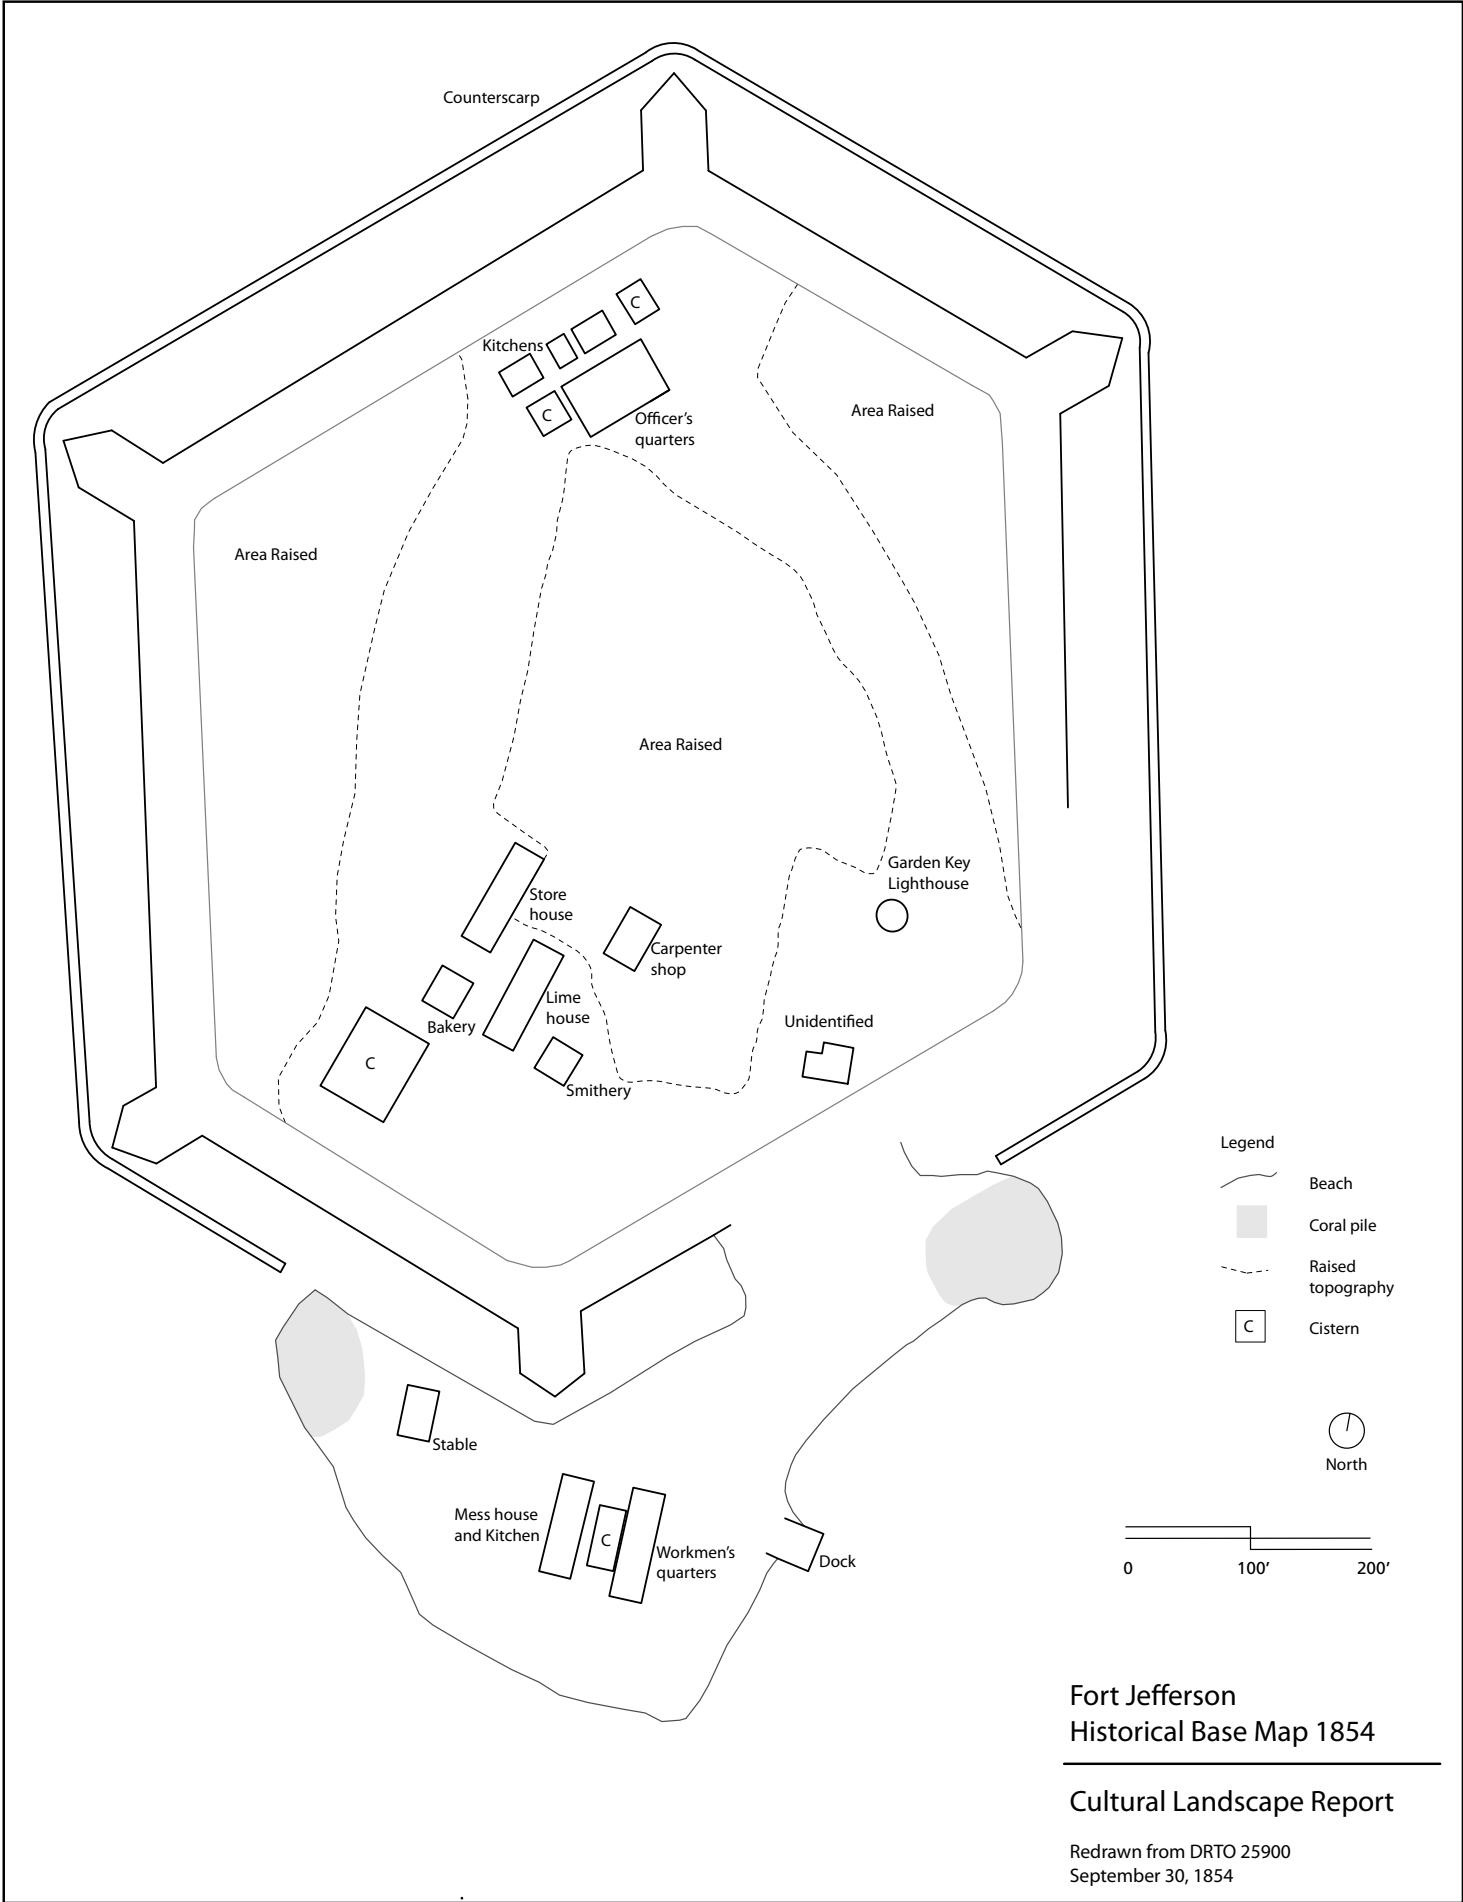 Counterscarp
C
Kitchens
C
Officer's
quarters
Area Raised
Area Raised
Area Raised
Garden Key
Lighthouse
Store
house
Carpenter
shop
Lime
house
Bakery
Unidentified
C
Smithery
Legend
Beach
Coral pile
Raised
topography
C
Cistern
North
Stable
Mess house
and Kitchen
C
Workmen's
quarters
Dock
0 100' 200'
Fort Jefferson
Historical Base Map 1854
Cultural Landscape Report
Redrawn from DRTO 25900
September 30, 1854